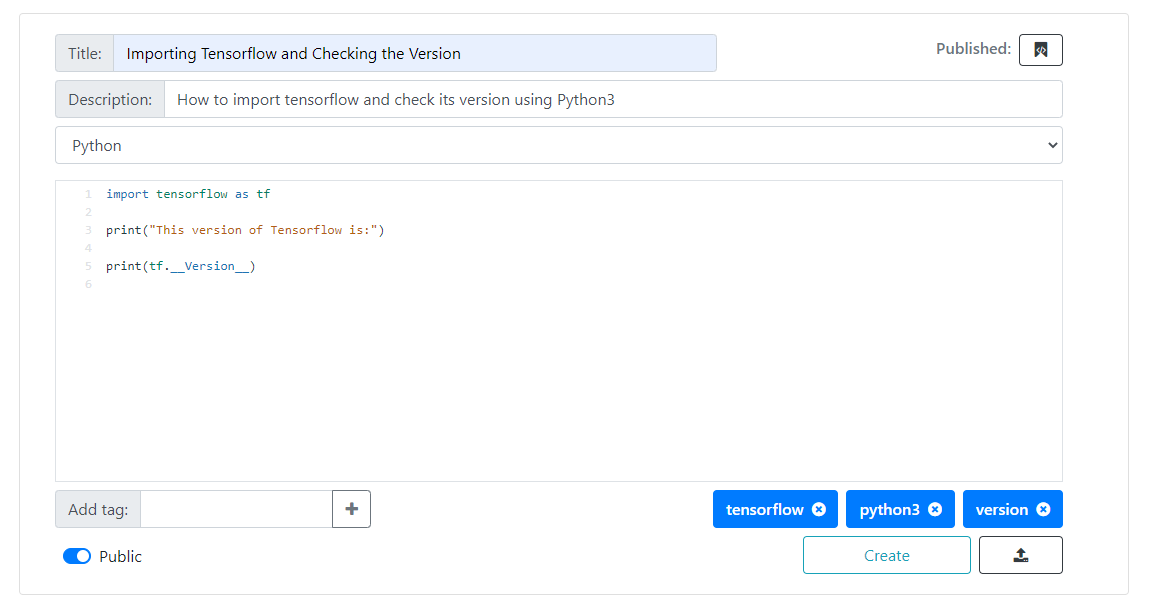 Title: Importing Tensorflow and Checking the Version
Published:
Description: How to import tensorflow and check its version using Python3
Python
1 import tensorflow as tf
2
3 print("This version of Tensorflow is:")
4
5 print(tf.__Version__)
6
Add tag:
tensorflow python3 version
Public
Create